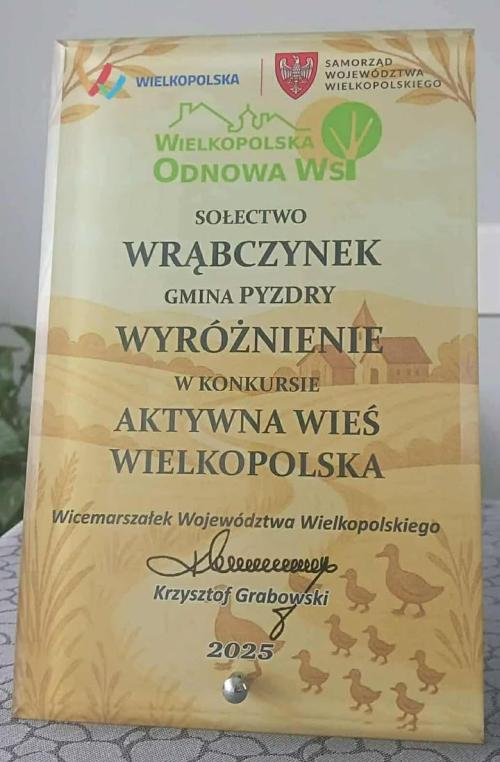 WIELKOPOLSKA
SAMORZĄD
WOJEWÓDZTWA
WIELKOPOLSKIEGO
WIELKOPOLSKA
ODNOWA WSI
SOŁECTWO
WRĄBCZYNEK
GMINA PYZDRY
WYRÓŻNIENIE
W KONKURSIE
AKTYWNA WIEŚ
WIELKOPOLSKA
Wicemarszałek Województwa Wielkopolskiego
Krzysztof Grabowski
2025